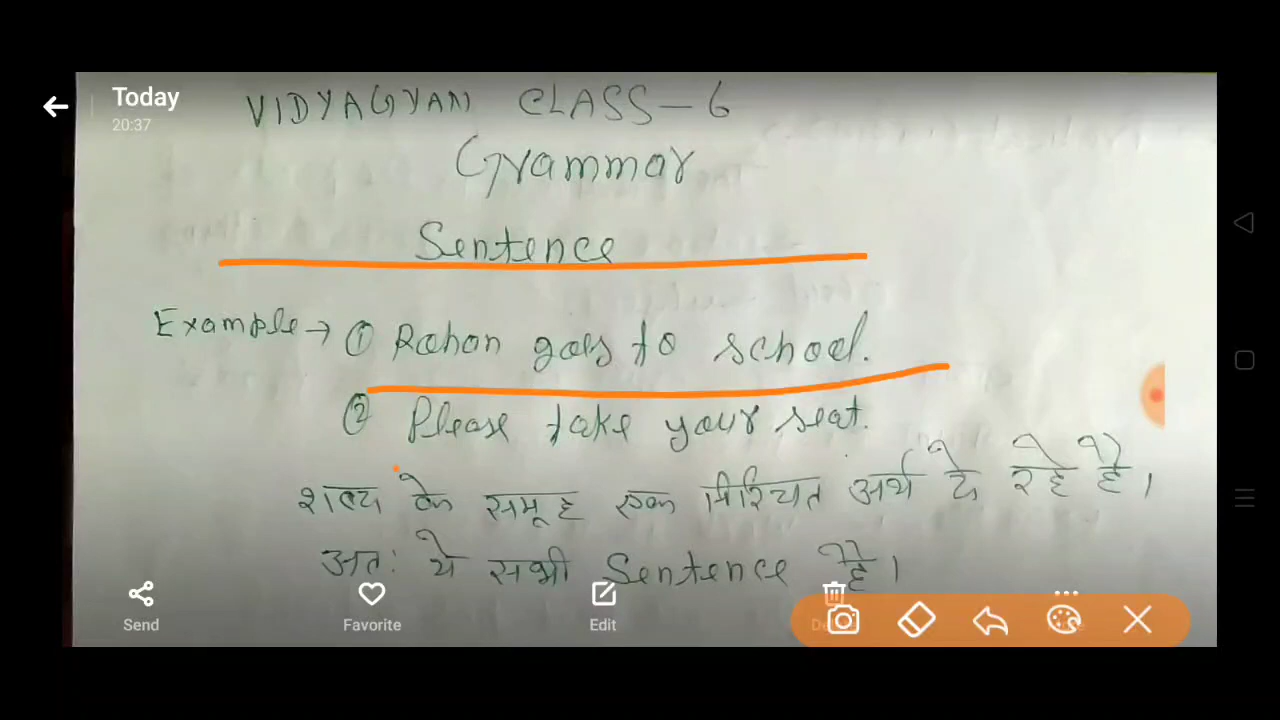 Today
20:37
VIDYAGYAN CLASS-6
Grammar
Sentence
Example → ① Rohan goes to school.
② Please take your seat.
शब्द के समूह एक निश्चित अर्थ दे रहे हैं।
अतः ये सभी Sentence हैं।
Send
Favorite
Edit